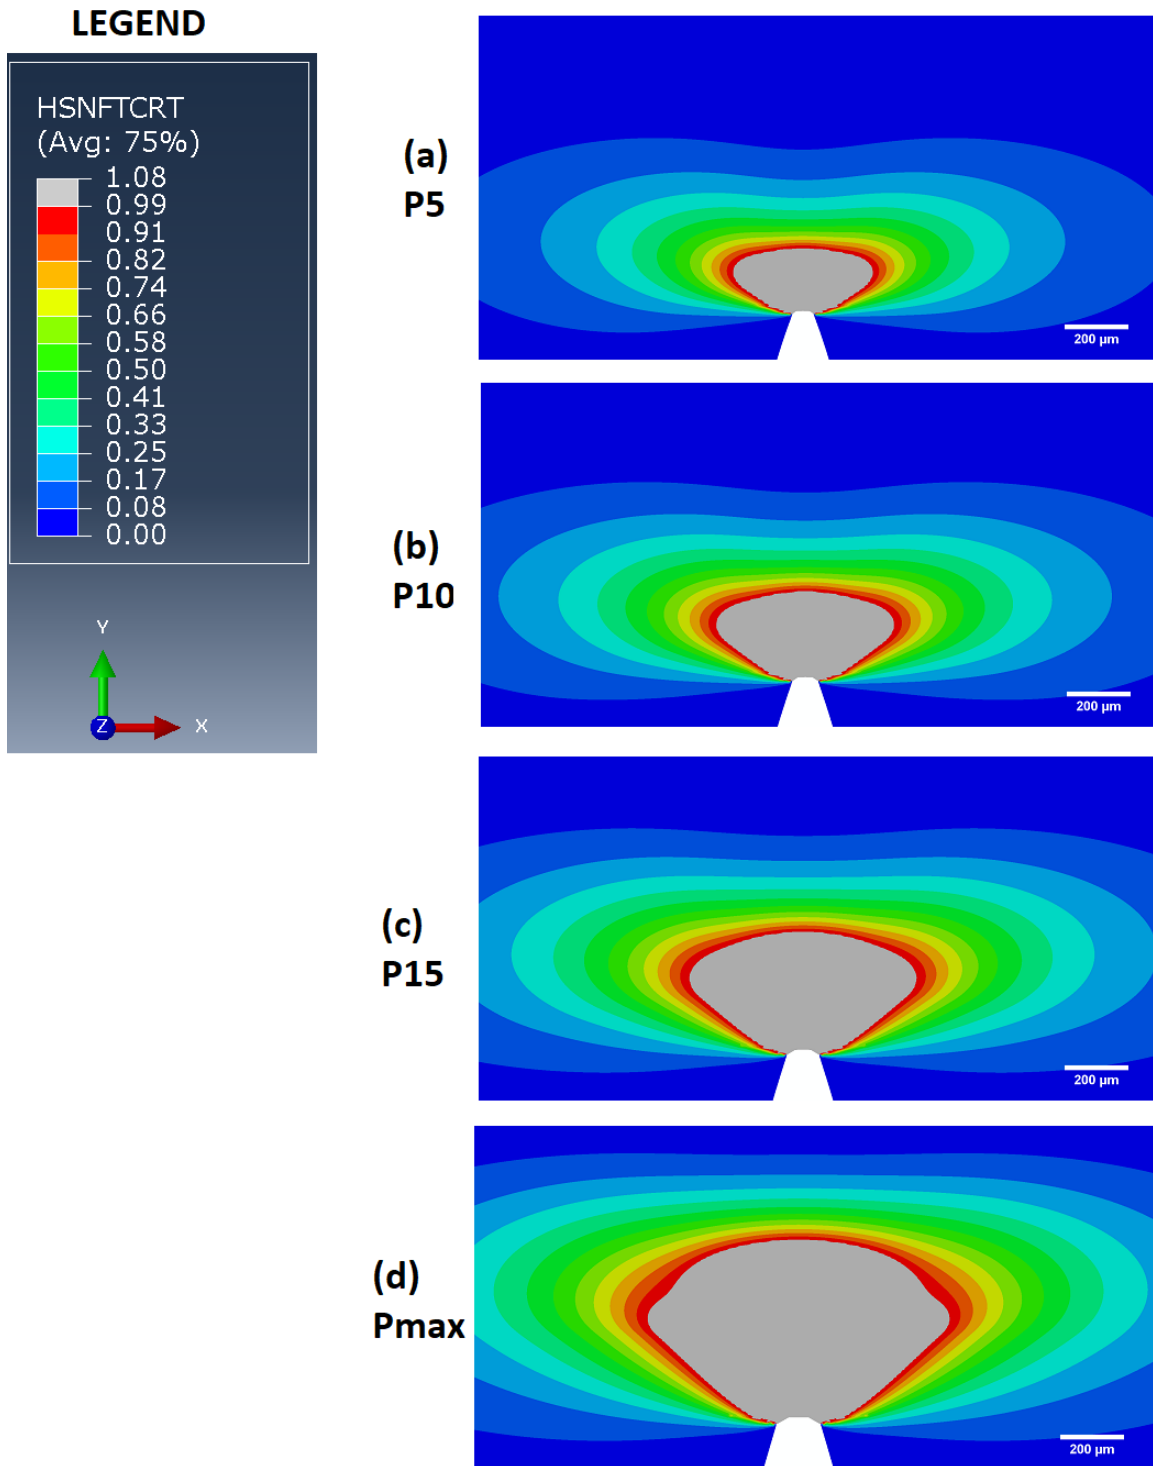 LEGEND
HSNFTCRT
(Avg: 75%)
1.08
0.99
0.91
0.82
0.74
0.66
0.58
0.50
0.41
0.33
0.25
0.17
0.08
0.00
Y
Z
X
(a)
P5
200 µm
(b)
P10
200 µm
(c)
P15
200 µm
(d)
Pmax
200 µm